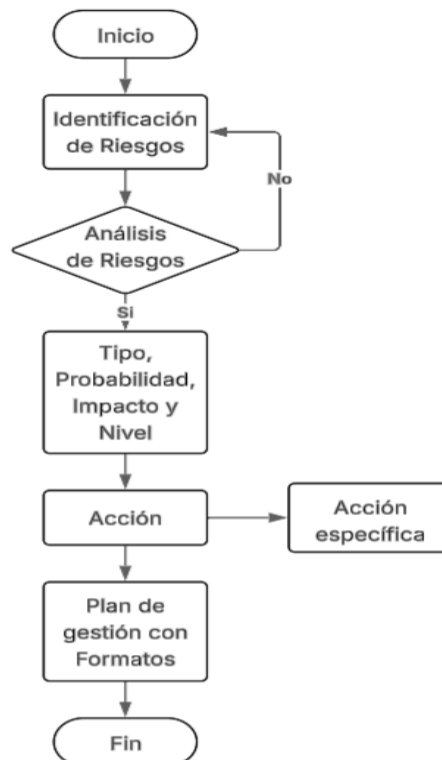 Inicio
Identificación
de Riesgos
No
Análisis
de Riesgos
Si
Tipo,
Probabilidad,
Impacto y
Nivel
Acción
Acción
específica
Plan de
gestión con
Formatos
Fin